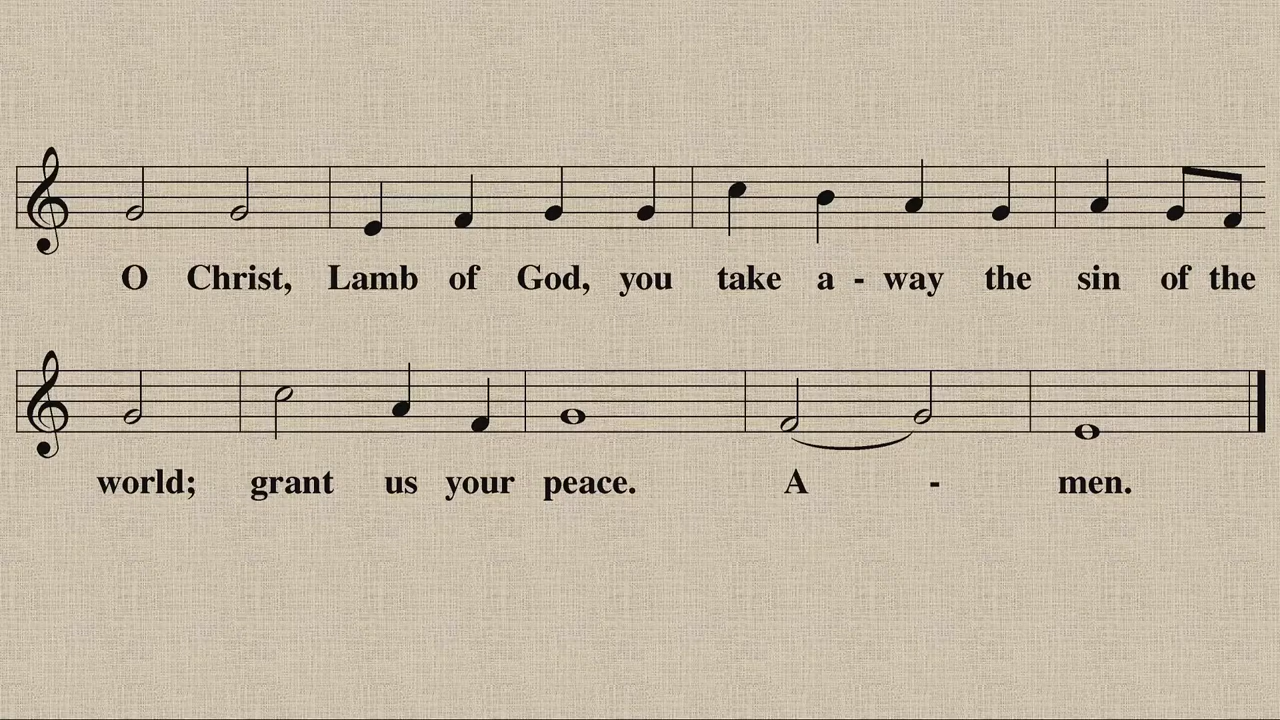 O Christ, Lamb of God, you take a - way the sin of the
world; grant us your peace. A - men.